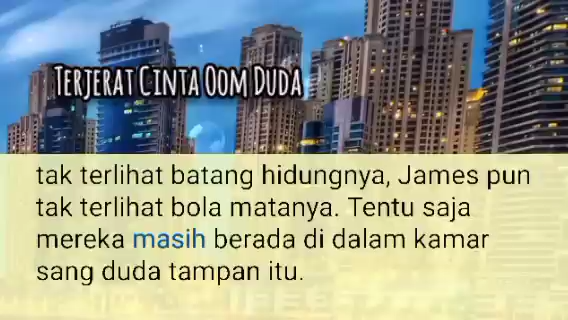 Terjerat Cinta Oom Duda
tak terlihat batang hidungnya, James pun
tak terlihat bola matanya. Tentu saja
mereka masih berada di dalam kamar
sang duda tampan itu.